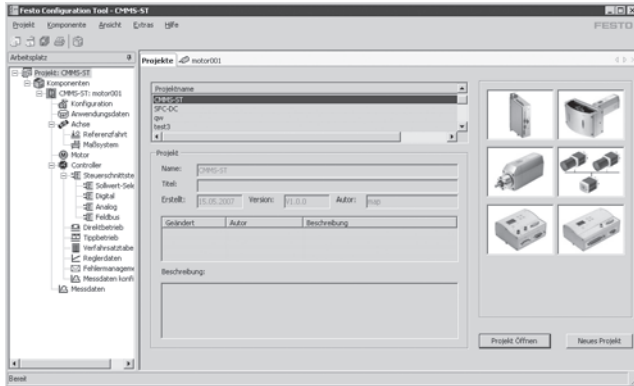 Festo Configuration Tool - CMMS-ST
Projekt Komponente Ansicht Extras Hilfe
FESTO
Arbeitsplatz
Projekte motor001
Projekt: CMMS-ST
Komponenten
CMMS-ST: motor001
Konfiguration
Anwendungsdaten
Achse
Referenzfahrt
Maßsystem
Motor
Controller
Steuerschnittste
Sollwert-Sele
Digital
Analog
Feldbus
Direktbetrieb
Tippbetrieb
Verfahrsatztabe
Reglerdaten
Fehlermanageme
Messdaten konfi
Messdaten
Projektname
CMMS-ST
SFC-DC
qw
test3
Projekt
Name: CMMS-ST
Titel:
Erstellt: 15.05.2007 Version: V1.0.0 Autor: map
Geändert Autor Beschreibung
Beschreibung:
Projekt Öffnen Neues Projekt
Bereit